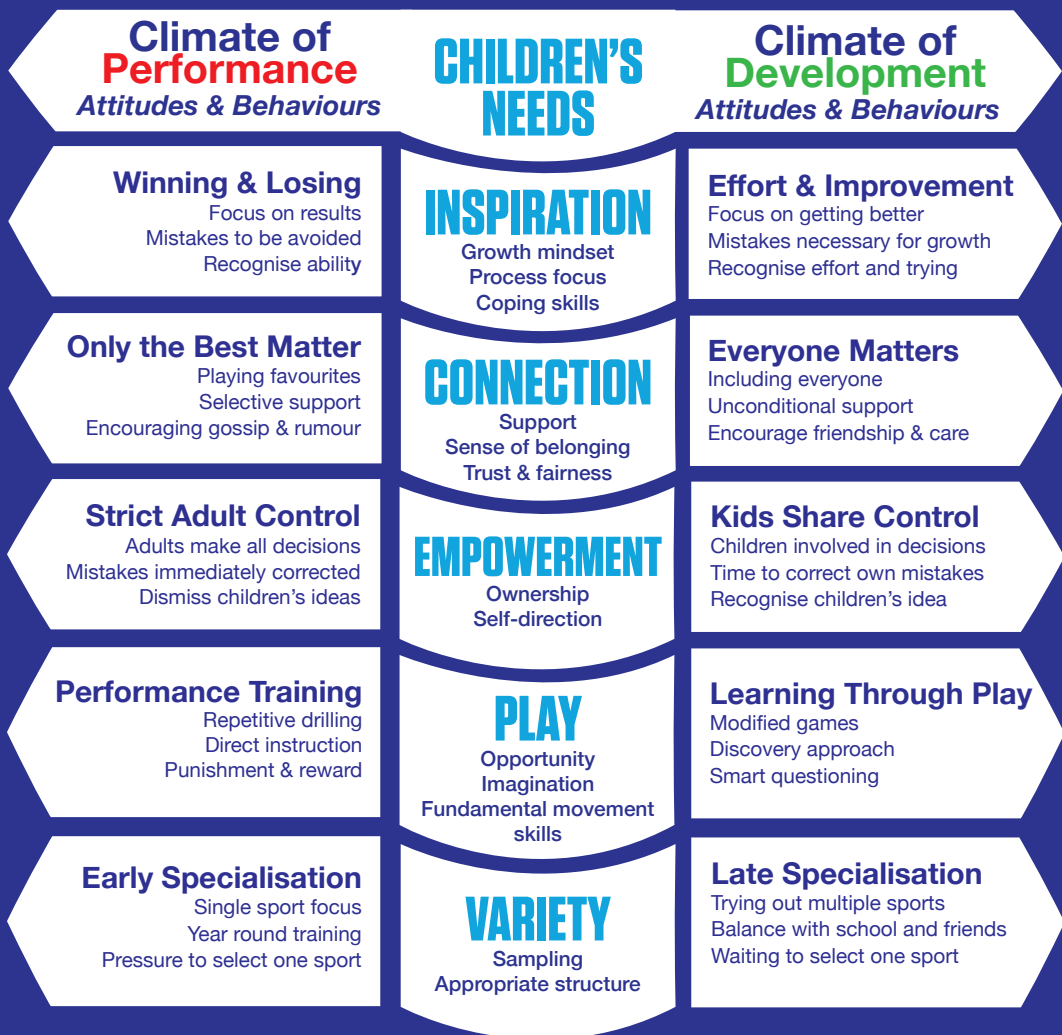 Climate of
Performance
Attitudes & Behaviours
CHILDREN'S
NEEDS
Climate of
Development
Attitudes & Behaviours
Winning & Losing
Focus on results
Mistakes to be avoided
Recognise ability
INSPIRATION
Growth mindset
Process focus
Coping skills
Effort & Improvement
Focus on getting better
Mistakes necessary for growth
Recognise effort and trying
Only the Best Matter
Playing favourites
Selective support
Encouraging gossip & rumour
CONNECTION
Support
Sense of belonging
Trust & fairness
Everyone Matters
Including everyone
Unconditional support
Encourage friendship & care
Strict Adult Control
Adults make all decisions
Mistakes immediately corrected
Dismiss children's ideas
EMPOWERMENT
Ownership
Self-direction
Kids Share Control
Children involved in decisions
Time to correct own mistakes
Recognise children's idea
Performance Training
Repetitive drilling
Direct instruction
Punishment & reward
PLAY
Opportunity
Imagination
Fundamental movement
skills
Learning Through Play
Modified games
Discovery approach
Smart questioning
Early Specialisation
Single sport focus
Year round training
Pressure to select one sport
VARIETY
Sampling
Appropriate structure
Late Specialisation
Trying out multiple sports
Balance with school and friends
Waiting to select one sport